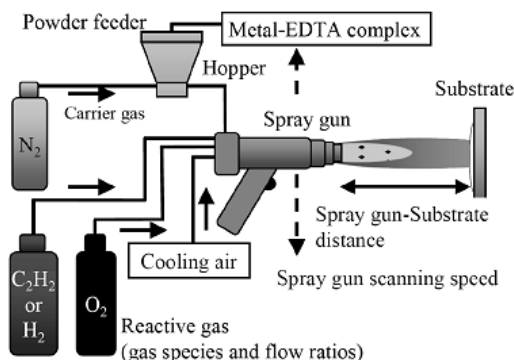 Powder feeder
Metal-EDTA complex
Hopper
Carrier gas
N₂
Spray gun
Substrate
Spray gun-Substrate
distance
Cooling air
Spray gun scanning speed
C₂H₂
or
H₂
O₂
Reactive gas
(gas species and flow ratios)